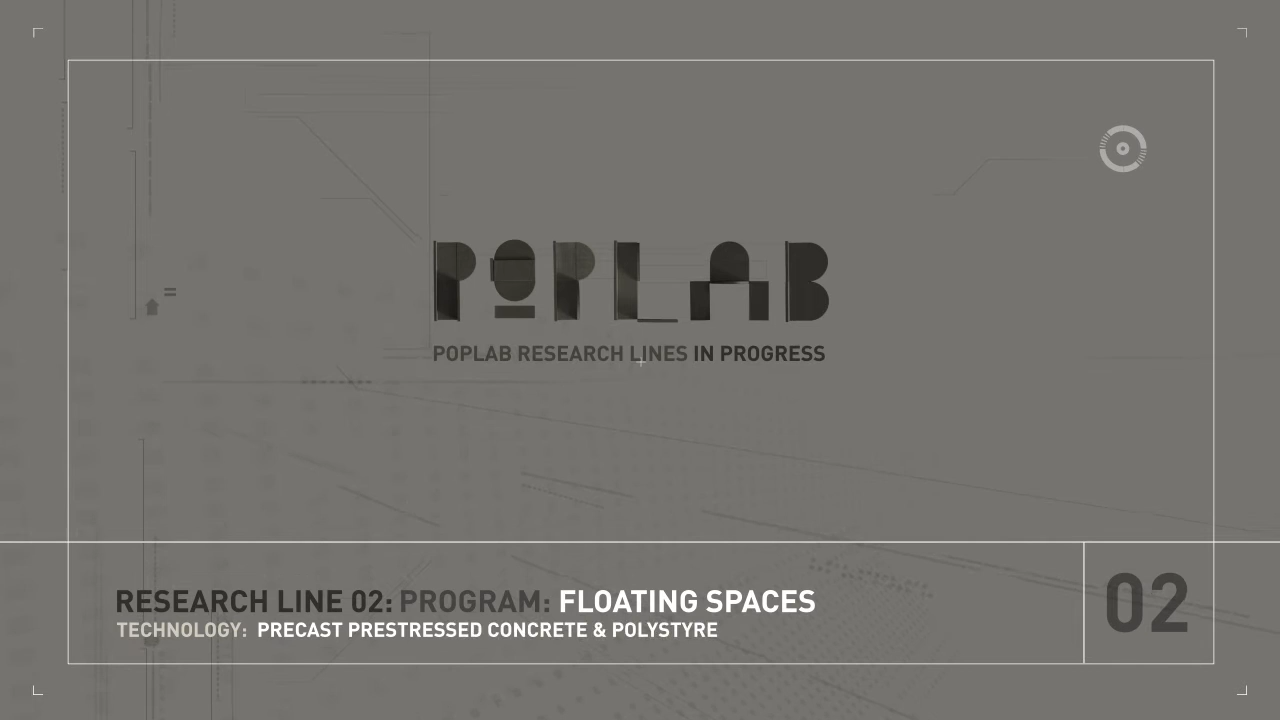 POPLAB
POPLAB RESEARCH LINES IN PROGRESS
RESEARCH LINE 02: PROGRAM: FLOATING SPACES
TECHNOLOGY: PRECAST PRESTRESSED CONCRETE & POLYSTYRE
02